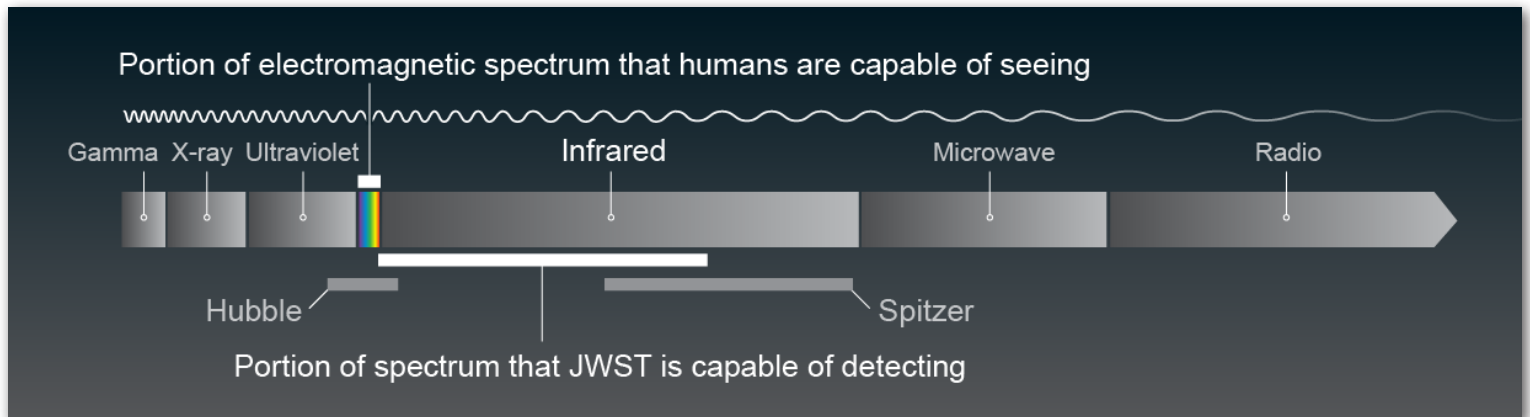 Portion of electromagnetic spectrum that humans are capable of seeing
Gamma X-ray Ultraviolet Infrared Microwave Radio
Hubble Spitzer
Portion of spectrum that JWST is capable of detecting